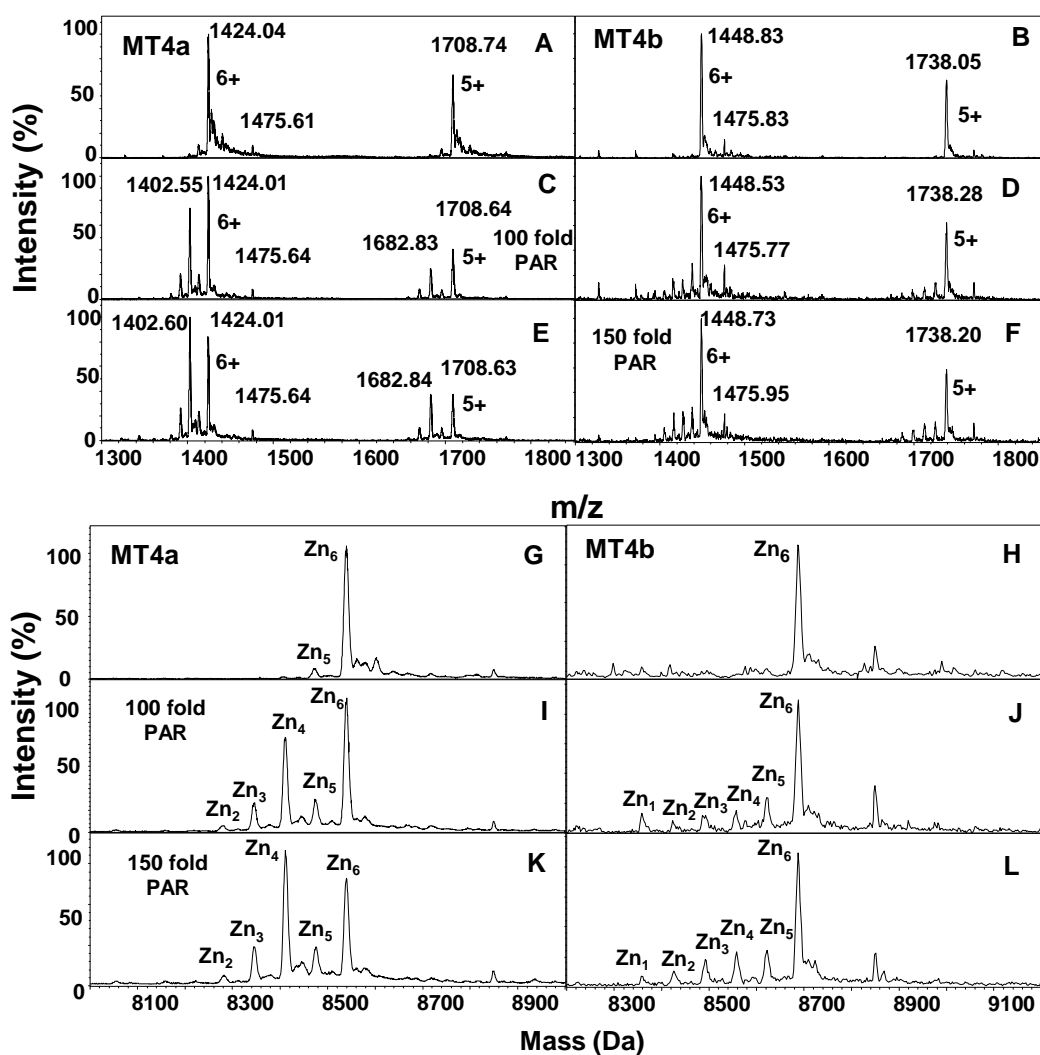 Intensity (%)
100
50
0
MT4a
1424.04
6+
1475.61
1708.74
5+
A
MT4b
1448.83
6+
1475.83
1738.05
5+
B
100
50
0
1402.55
1424.01
6+
1475.64
1682.83
1708.64
5+
100 fold
PAR
C
1448.53
6+
1475.77
1738.28
5+
D
100
50
0
1402.60
1424.01
6+
1475.64
1682.84
1708.63
5+
E
150 fold
PAR
1448.73
6+
1475.95
1738.20
5+
F
1300 1400 1500 1600 1700 1800
1300 1400 1500 1600 1700 1800
m/z
Intensity (%)
100
50
0
MT4a
Zn5
Zn6
G
MT4b
Zn6
H
100
50
0
100 fold
PAR
Zn2
Zn3
Zn4
Zn5
Zn6
I
Zn1
Zn2
Zn3
Zn4
Zn5
Zn6
J
100
50
0
150 fold
PAR
Zn2
Zn3
Zn4
Zn5
Zn6
K
Zn1
Zn2
Zn3
Zn4
Zn5
Zn6
L
8100 8300 8500 8700 8900
8300 8500 8700 8900 9100
Mass (Da)